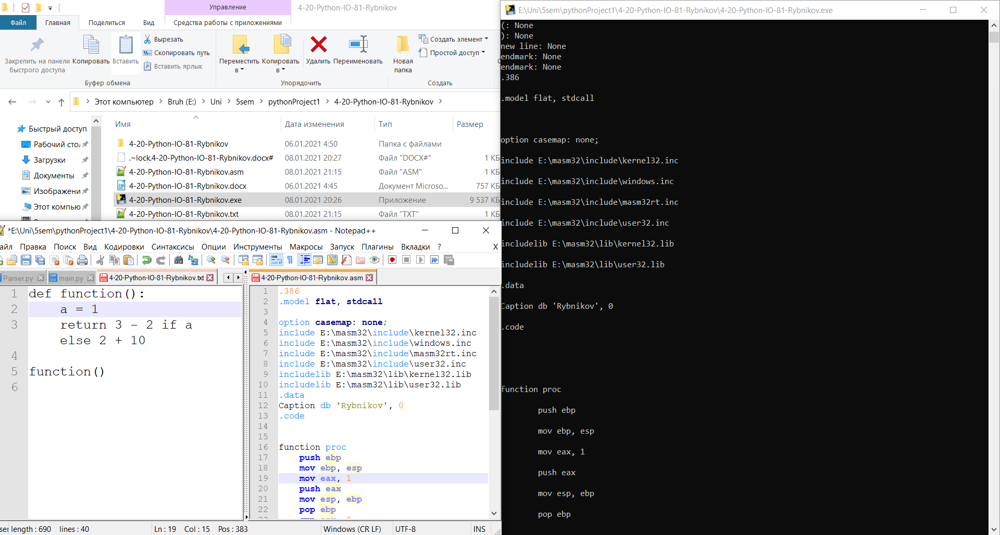 Управление
4-20-Python-IO-81-Rybnikov
Файл
Главная
Поделиться
Вид
Средства работы с приложениями
Закрепить на панели быстрого доступа
Копировать
Вставить
Вырезать
Скопировать путь
Вставить ярлык
Буфер обмена
Переместить в
Копировать в
Удалить
Переименовать
Упорядочить
Новая папка
Создать элемент
Простой доступ
Создать
Этот компьютер
Bruh (E:)
Uni
5sem
pythonProject1
4-20-Python-IO-81-Rybnikov
Быстрый доступ
Рабочий сто
Загрузки
Документы
Изображени
Этот компью
Имя
Дата изменения
Тип
Размер
4-20-Python-IO-81-Rybnikov 06.01.2021 4:50 Папка с файлами
.~lock.4-20-Python-IO-81-Rybnikov.docx# 08.01.2021 20:27 Файл "DOCX#" 1 КБ
4-20-Python-IO-81-Rybnikov.asm 08.01.2021 21:15 Файл "ASM" 1 КБ
4-20-Python-IO-81-Rybnikov.docx 06.01.2021 4:45 Документ Microso... 757 КБ
4-20-Python-IO-81-Rybnikov.exe 08.01.2021 20:26 Приложение 9 537 КБ
4-20-Python-IO-81-Rybnikov.txt 08.01.2021 21:15 Файл "TXT" 1 КБ
*E:\Uni\5sem\pythonProject1\4-20-Python-IO-81-Rybnikov\4-20-Python-IO-81-Rybnikov.asm - Notepad++
айл Правка Поиск Вид Кодировки Синтаксисы Опции Инструменты Макросы Запуск Плагины Вкладки ? X
Parser.py
main.py
4-20-Python-IO-81-Rybnikov.txt
4-20-Python-IO-81-Rybnikov.asm
1 def function():
2 a = 1
3 return 3 - 2 if a
else 2 + 10
4
5 function()
6
1 .386
2 .model flat, stdcall
3
4 option casemap: none;
5 include E:\masm32\include\kernel32.inc
6 include E:\masm32\include\windows.inc
7 include E:\masm32\include\masm32rt.inc
8 include E:\masm32\include\user32.inc
9 includelib E:\masm32\lib\kernel32.lib
10 includelib E:\masm32\lib\user32.lib
11 .data
12 Caption db 'Rybnikov', 0
13 .code
14
15
16 function proc
17 push ebp
18 mov ebp, esp
19 mov eax, 1
20 push eax
21 mov esp, ebp
22 pop ebp
length : 690 lines : 40
Ln : 19 Col : 15 Pos : 383
Windows (CR LF)
UTF-8
INS
E:\Uni\5sem\pythonProject1\4-20-Python-IO-81-Rybnikov\4-20-Python-IO-81-Rybnikov.exe
(: None
): None
new line: None
endmark: None
endmark: None
.386
.model flat, stdcall
option casemap: none;
include E:\masm32\include\kernel32.inc
include E:\masm32\include\windows.inc
include E:\masm32\include\masm32rt.inc
include E:\masm32\include\user32.inc
includelib E:\masm32\lib\kernel32.lib
includelib E:\masm32\lib\user32.lib
.data
Caption db 'Rybnikov', 0
.code
function proc
push ebp
mov ebp, esp
mov eax, 1
push eax
mov esp, ebp
pop ebp